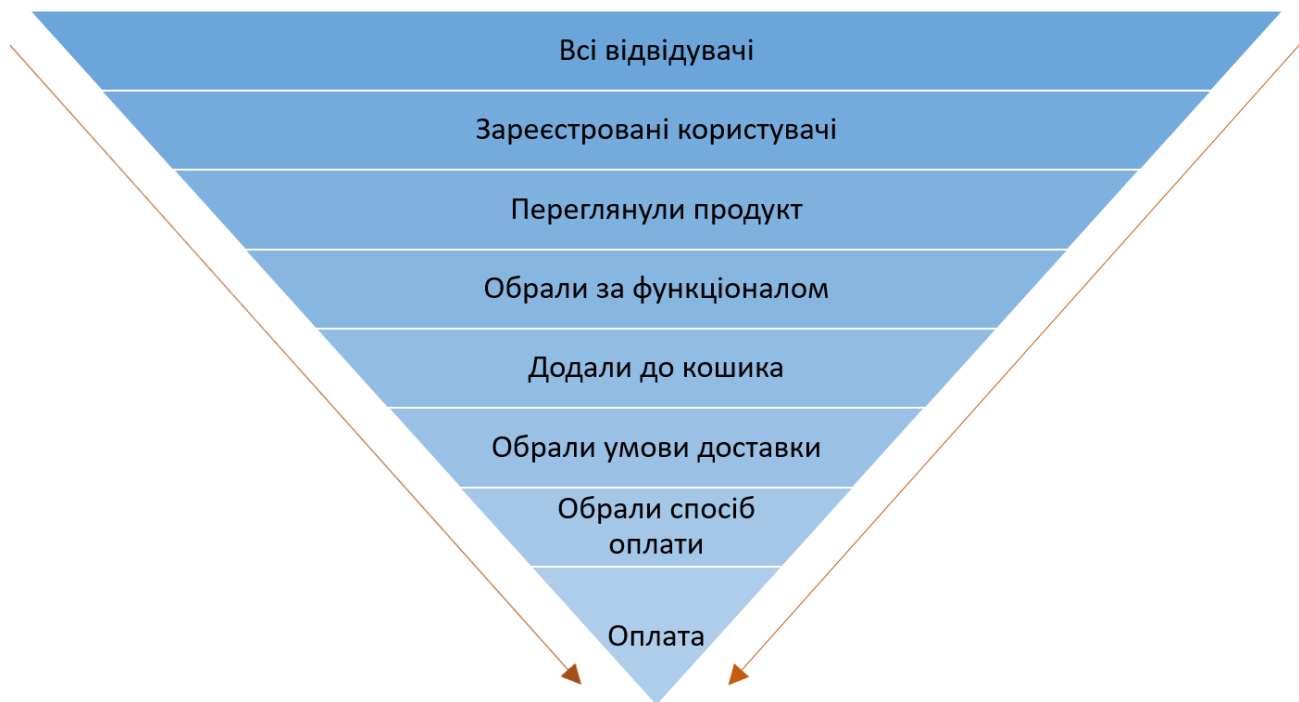 Всі відвідувачі
Зареєстровані користувачі
Переглянули продукт
Обрали за функціоналом
Додали до кошика
Обрали умови доставки
Обрали спосіб
оплати
Оплата